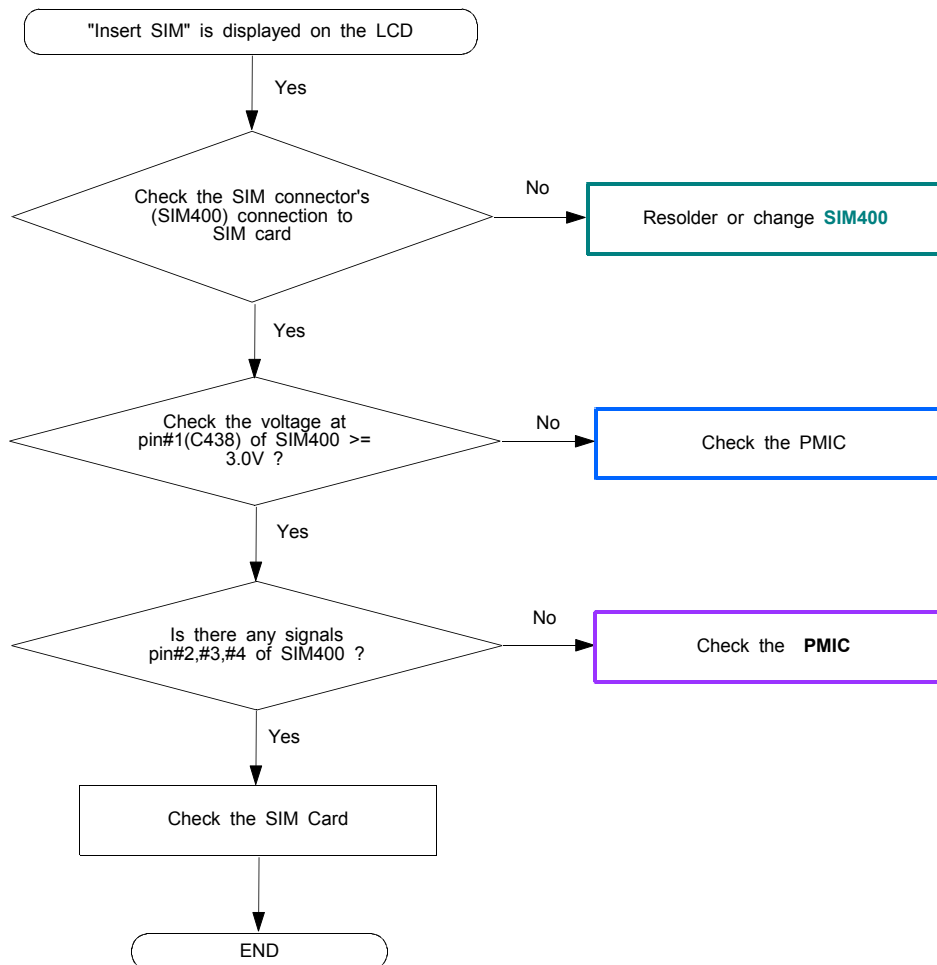 "Insert SIM" is displayed on the LCD
Yes
Check the SIM connector's
(SIM400) connection to
SIM card
No
Resolder or change SIM400
Yes
Check the voltage at
pin#1(C438) of SIM400 >=
3.0V ?
No
Check the PMIC
Yes
Is there any signals
pin#2,#3,#4 of SIM400 ?
No
Check the PMIC
Yes
Check the SIM Card
END